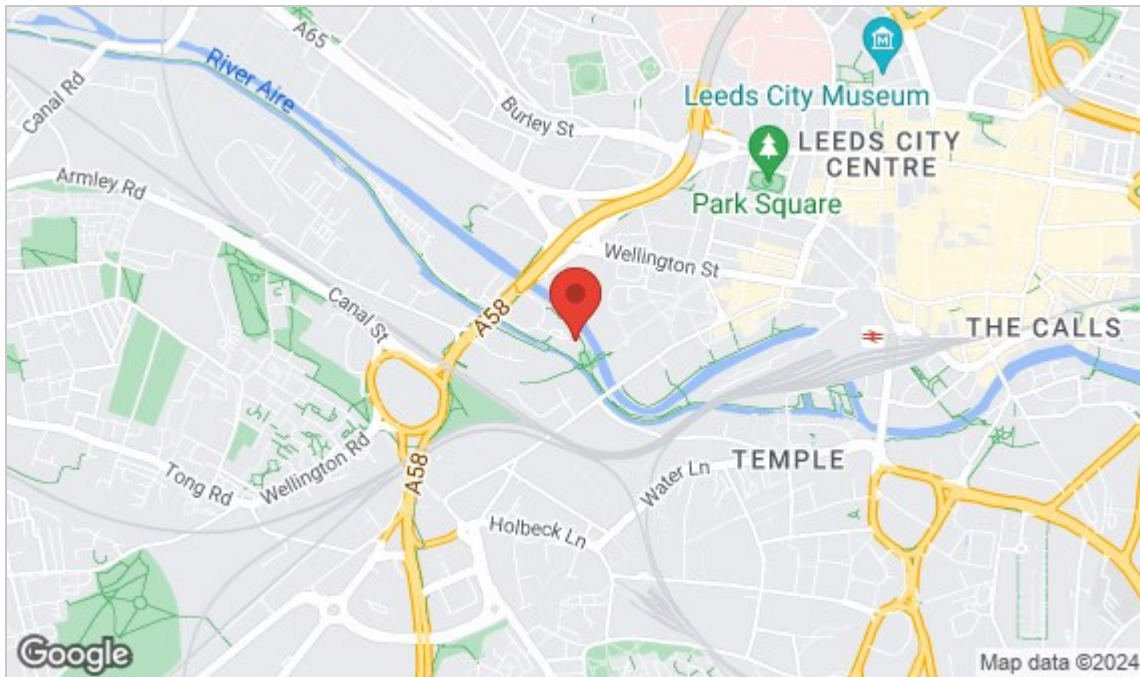 A65
River Aire
Canal Rd
Burley St
Leeds City Museum
LEEDS CITY
CENTRE
Armley Rd
Park Square
Wellington St
Canal St
A58
THE CALLS
Wellington Rd
Tong Rd
A58
TEMPLE
Water Ln
Holbeck Ln
Google
Map data ©2024